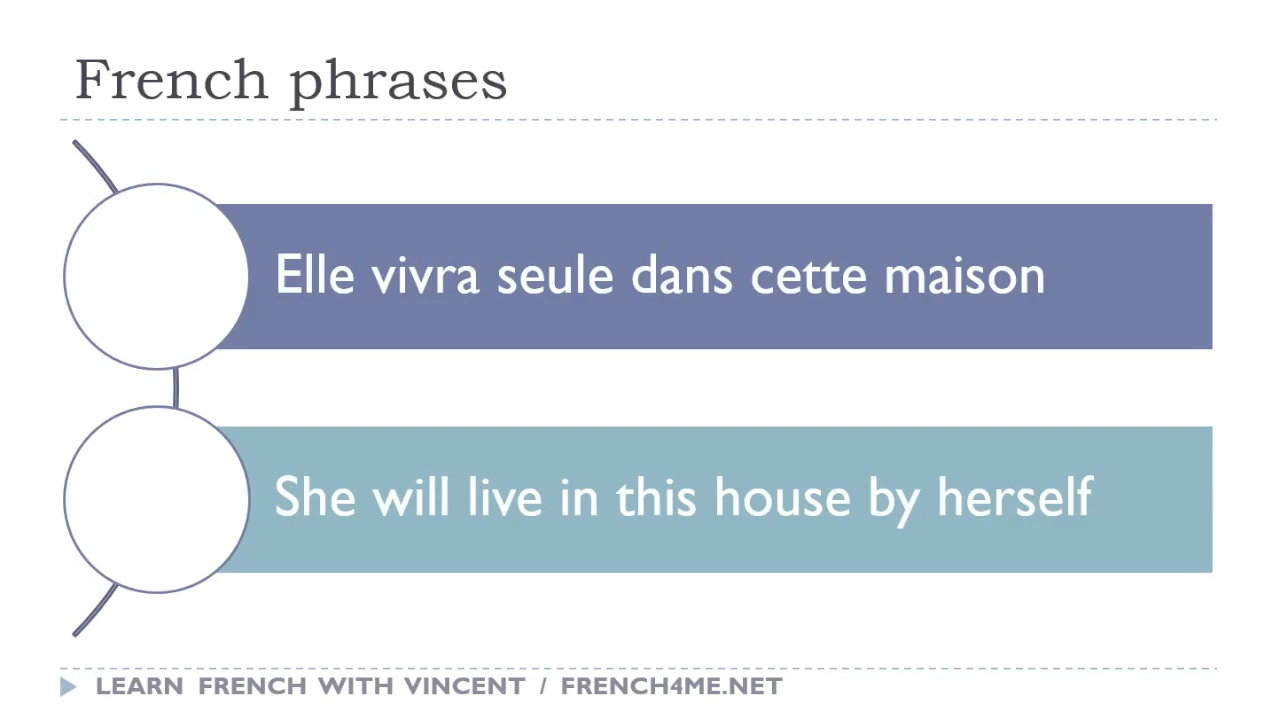 French phrases
Elle vivra seule dans cette maison
She will live in this house by herself
LEARN FRENCH WITH VINCENT / FRENCH4ME.NET